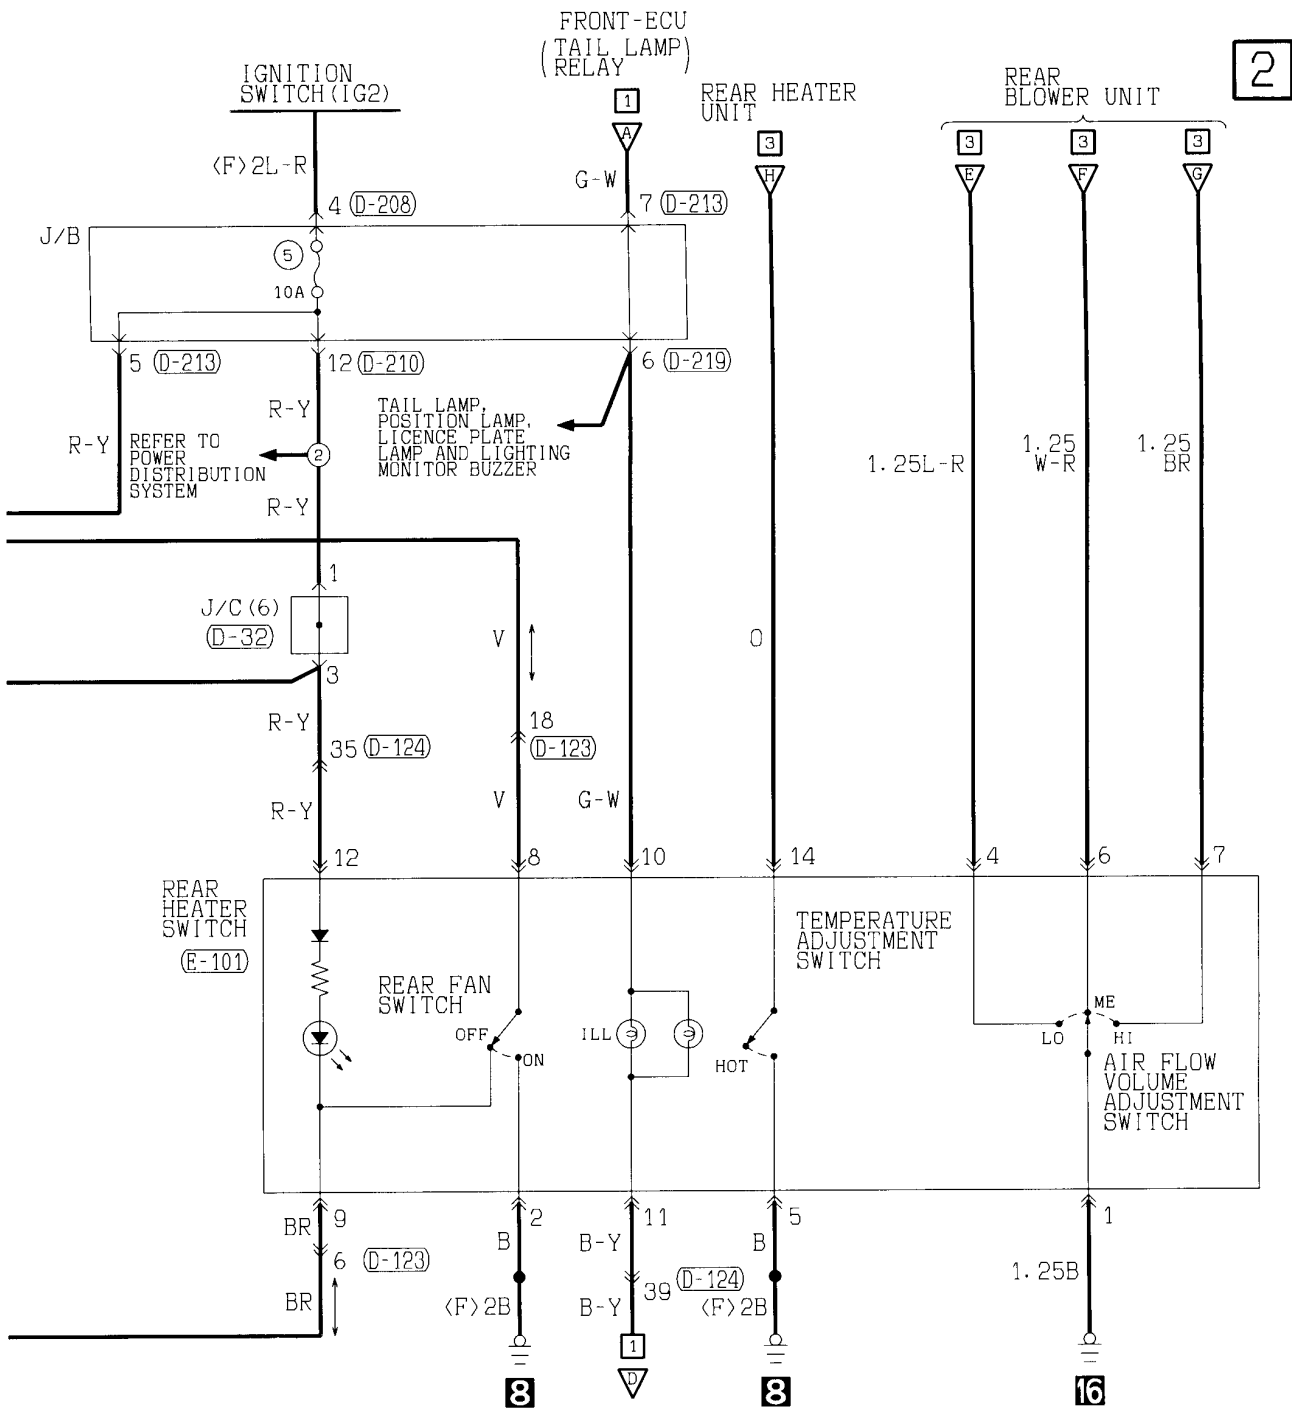 FRONT-ECU
(TAIL LAMP)
RELAY
2
IGNITION
SWITCH(IG2)
REAR HEATER
UNIT
REAR
BLOWER UNIT
1
A
3
H
3
E
3
F
3
G
<F>2L-R
G-W
4 (D-208)
7 (D-213)
J/B
5
10A
5 (D-213)
12 (D-210)
6 (D-219)
R-Y
TAIL LAMP,
POSITION LAMP,
LICENCE PLATE
LAMP AND LIGHTING
MONITOR BUZZER
R-Y
REFER TO
POWER
DISTRIBUTION
SYSTEM
2
1.25L-R
1.25
W-R
1.25
BR
R-Y
1
J/C(6)
(D-32)
V
O
3
R-Y
18
(D-123)
35 (D-124)
R-Y
V
G-W
12
8
10
14
4
6
7
REAR
HEATER
SWITCH
(E-101)
TEMPERATURE
ADJUSTMENT
SWITCH
REAR FAN
SWITCH
OFF
ON
ILL
HOT
ME
LO
HI
AIR FLOW
VOLUME
ADJUSTMENT
SWITCH
9
2
11
5
1
BR
B
B-Y
B
6 (D-123)
39 (D-124)
1.25B
BR
<F>2B
B-Y
<F>2B
1
D
8
8
16